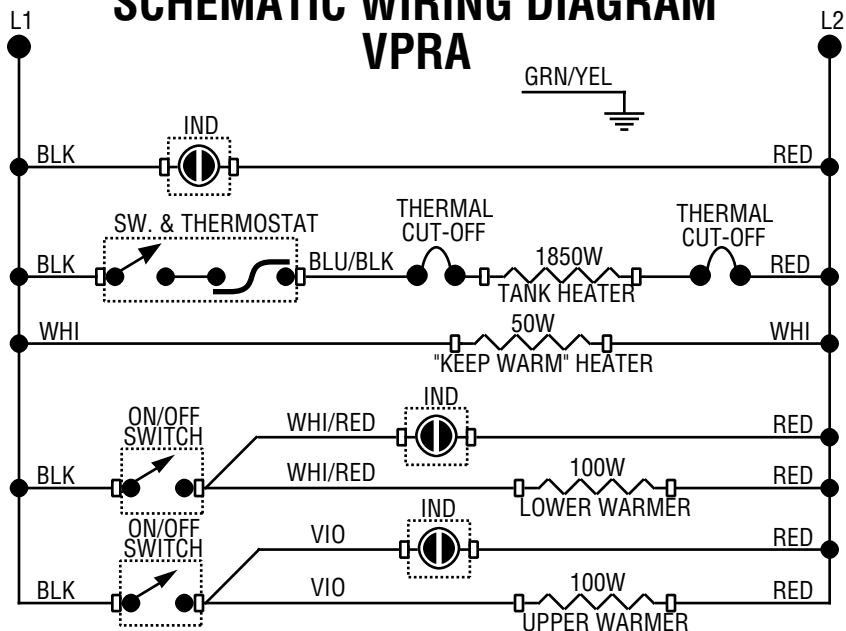 SCHEMATIC WIRING DIAGRAM
VPRA
L1
L2
GRN/YEL
IND
BLK
RED
SW. & THERMOSTAT
THERMAL
CUT-OFF
THERMAL
CUT-OFF
BLK
BLU/BLK
1850W
TANK HEATER
RED
WHI
50W
"KEEP WARM" HEATER
WHI
IND
ON/OFF
SWITCH
WHI/RED
RED
BLK
WHI/RED
100W
LOWER WARMER
RED
IND
ON/OFF
SWITCH
VIO
RED
BLK
VIO
100W
UPPER WARMER
RED